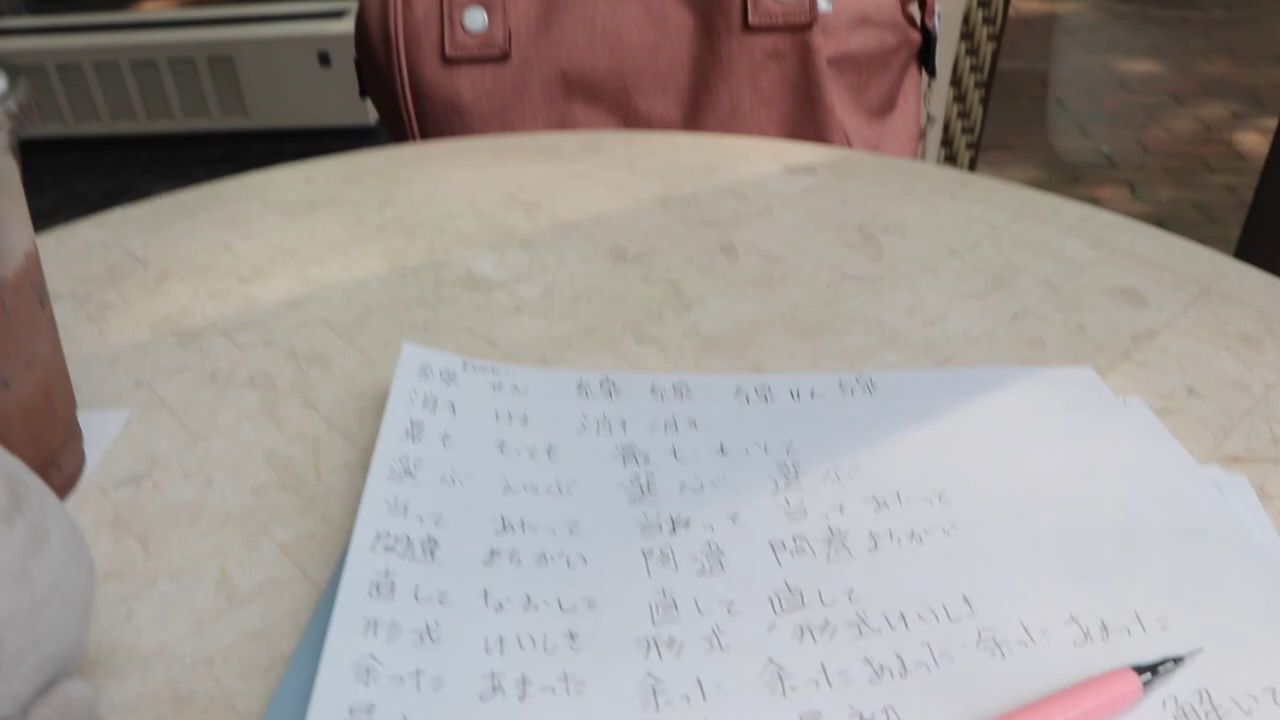 線 せん 線 線 線 せん 線
消す けす 消す 消す
最も もっとも 最も もっとも
選ぶ えらぶ 選ぶ 選ぶ
当って あたって 当って 当って あたって
間違 まちがい 間違 間違 まちがい
直して なおして 直して 直して
形式 けいしき 形式 形式 けいしき
余った あまった 余った 余った あまった 余った あまった
解いて